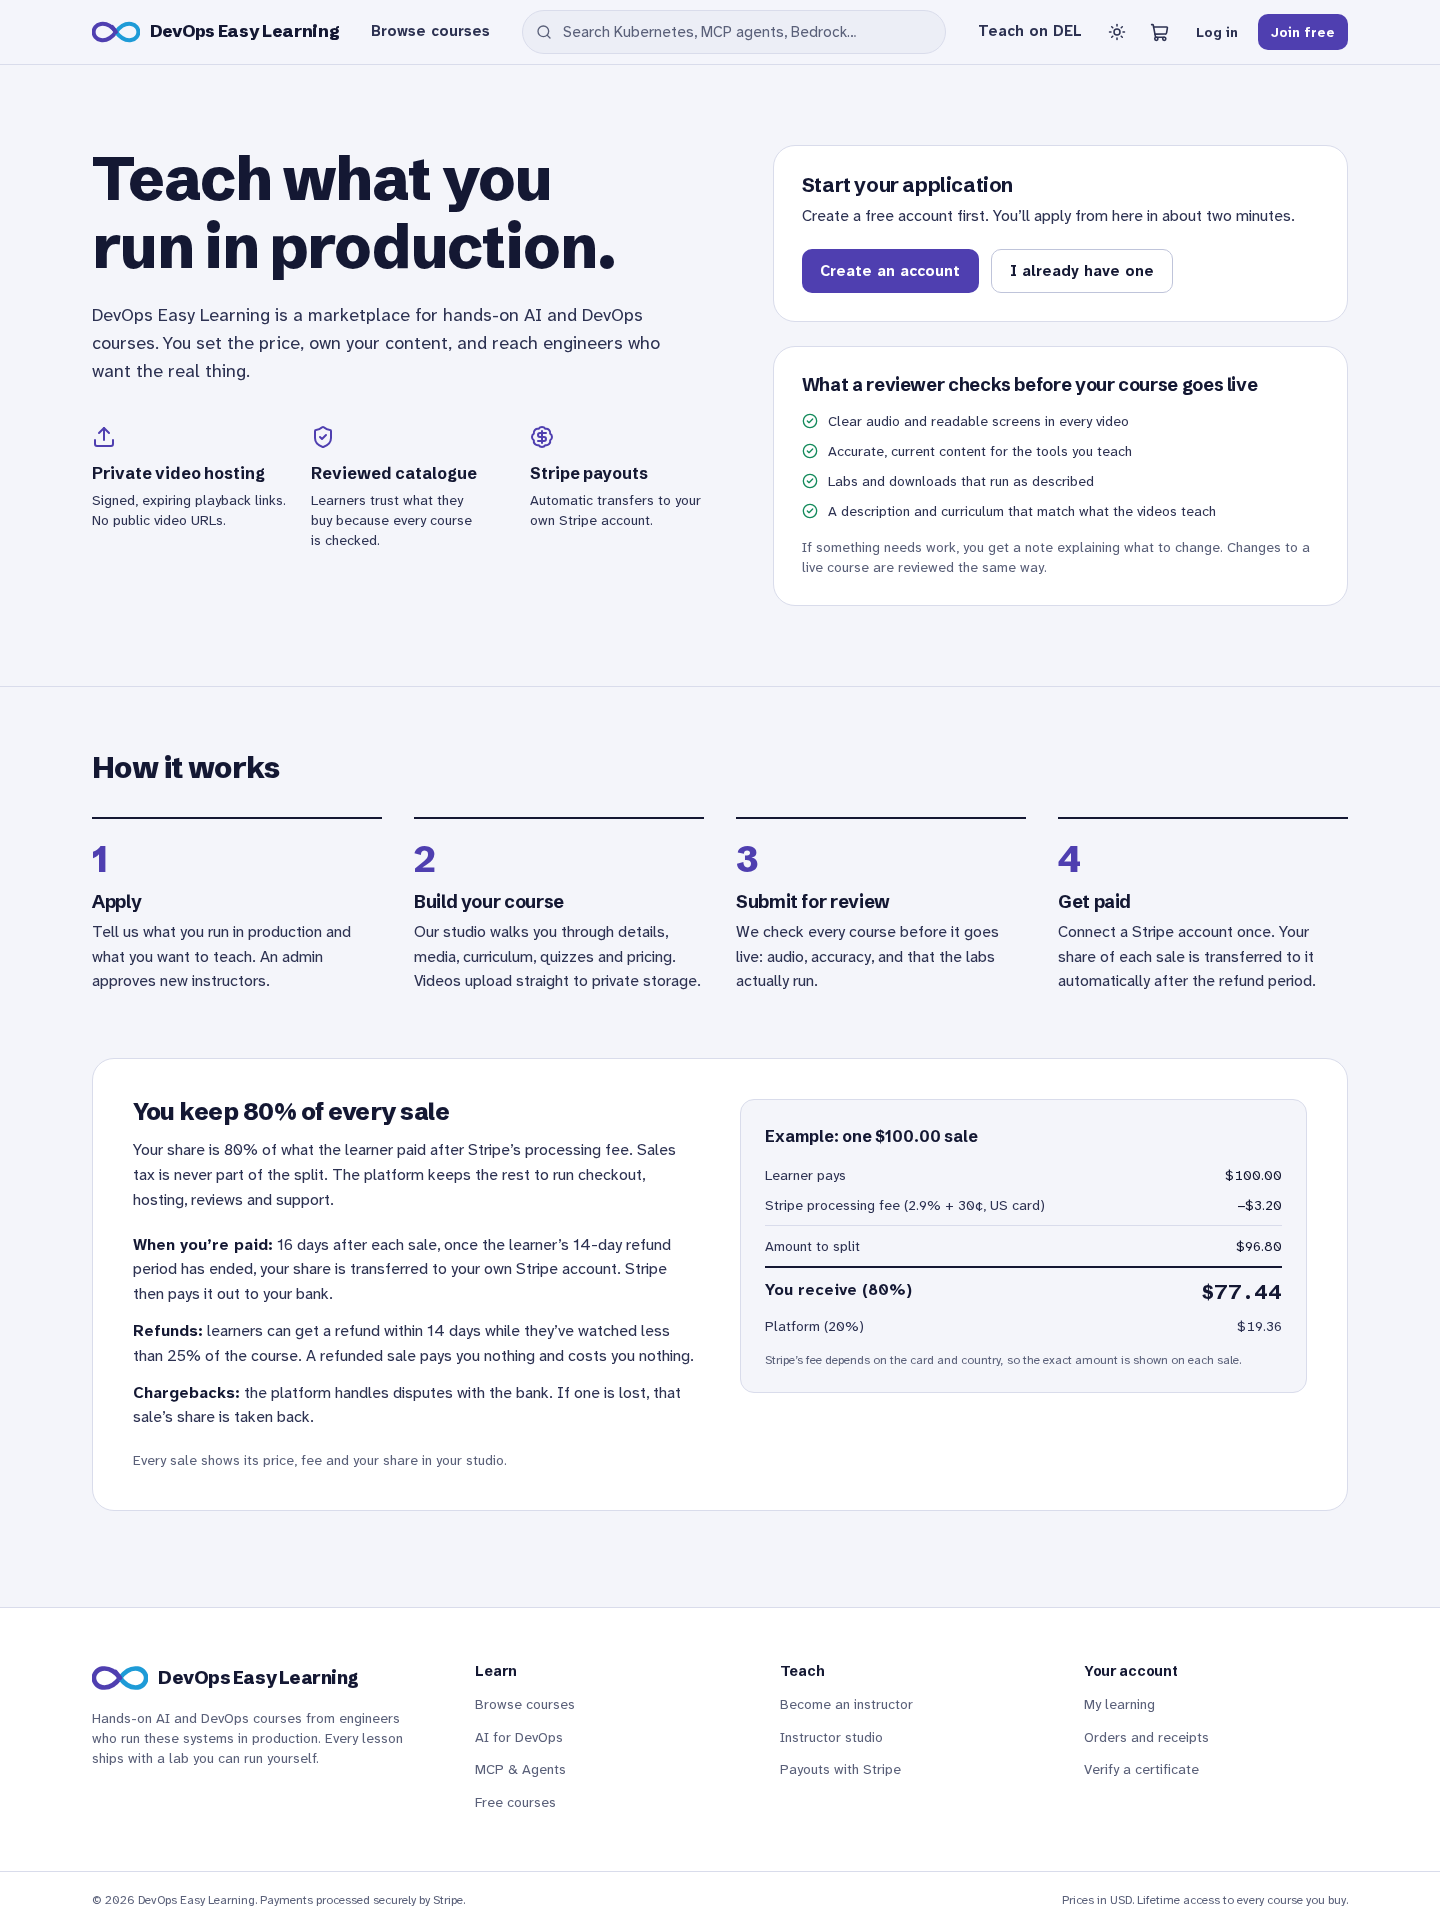 DevOps Easy Learning
Browse courses
Search Kubernetes, MCP agents, Bedrock...
Teach on DEL
Log in
Join free
Teach what you
run in production.
DevOps Easy Learning is a marketplace for hands-on AI and DevOps
courses. You set the price, own your content, and reach engineers who
want the real thing.
Private video hosting
Signed, expiring playback links.
No public video URLs.
Reviewed catalogue
Learners trust what they
buy because every course
is checked.
Stripe payouts
Automatic transfers to your
own Stripe account.
Start your application
Create a free account first. You’ll apply from here in about two minutes.
Create an account
I already have one
What a reviewer checks before your course goes live
Clear audio and readable screens in every video
Accurate, current content for the tools you teach
Labs and downloads that run as described
A description and curriculum that match what the videos teach
If something needs work, you get a note explaining what to change. Changes to a
live course are reviewed the same way.
How it works
1
Apply
Tell us what you run in production and
what you want to teach. An admin
approves new instructors.
2
Build your course
Our studio walks you through details,
media, curriculum, quizzes and pricing.
Videos upload straight to private storage.
3
Submit for review
We check every course before it goes
live: audio, accuracy, and that the labs
actually run.
4
Get paid
Connect a Stripe account once. Your
share of each sale is transferred to it
automatically after the refund period.
You keep 80% of every sale
Your share is 80% of what the learner paid after Stripe’s processing fee. Sales
tax is never part of the split. The platform keeps the rest to run checkout,
hosting, reviews and support.
When you’re paid: 16 days after each sale, once the learner’s 14-day refund
period has ended, your share is transferred to your own Stripe account. Stripe
then pays it out to your bank.
Refunds: learners can get a refund within 14 days while they’ve watched less
than 25% of the course. A refunded sale pays you nothing and costs you nothing.
Chargebacks: the platform handles disputes with the bank. If one is lost, that
sale’s share is taken back.
Every sale shows its price, fee and your share in your studio.
Example: one $100.00 sale
Learner pays $100.00
Stripe processing fee (2.9% + 30¢, US card) −$3.20
Amount to split $96.80
You receive (80%) $77.44
Platform (20%) $19.36
Stripe’s fee depends on the card and country, so the exact amount is shown on each sale.
DevOps Easy Learning
Hands-on AI and DevOps courses from engineers
who run these systems in production. Every lesson
ships with a lab you can run yourself.
Learn
Browse courses
AI for DevOps
MCP & Agents
Free courses
Teach
Become an instructor
Instructor studio
Payouts with Stripe
Your account
My learning
Orders and receipts
Verify a certificate
© 2026 DevOps Easy Learning. Payments processed securely by Stripe.
Prices in USD. Lifetime access to every course you buy.